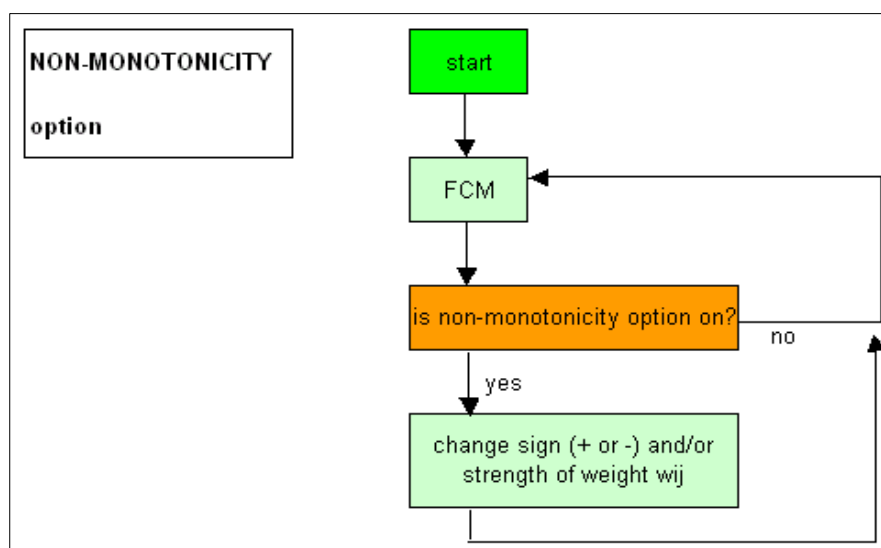 NON-MONOTONICITY
option
start
FCM
is non-monotonicity option on?
no
yes
change sign (+ or -) and/or
strength of weight wij